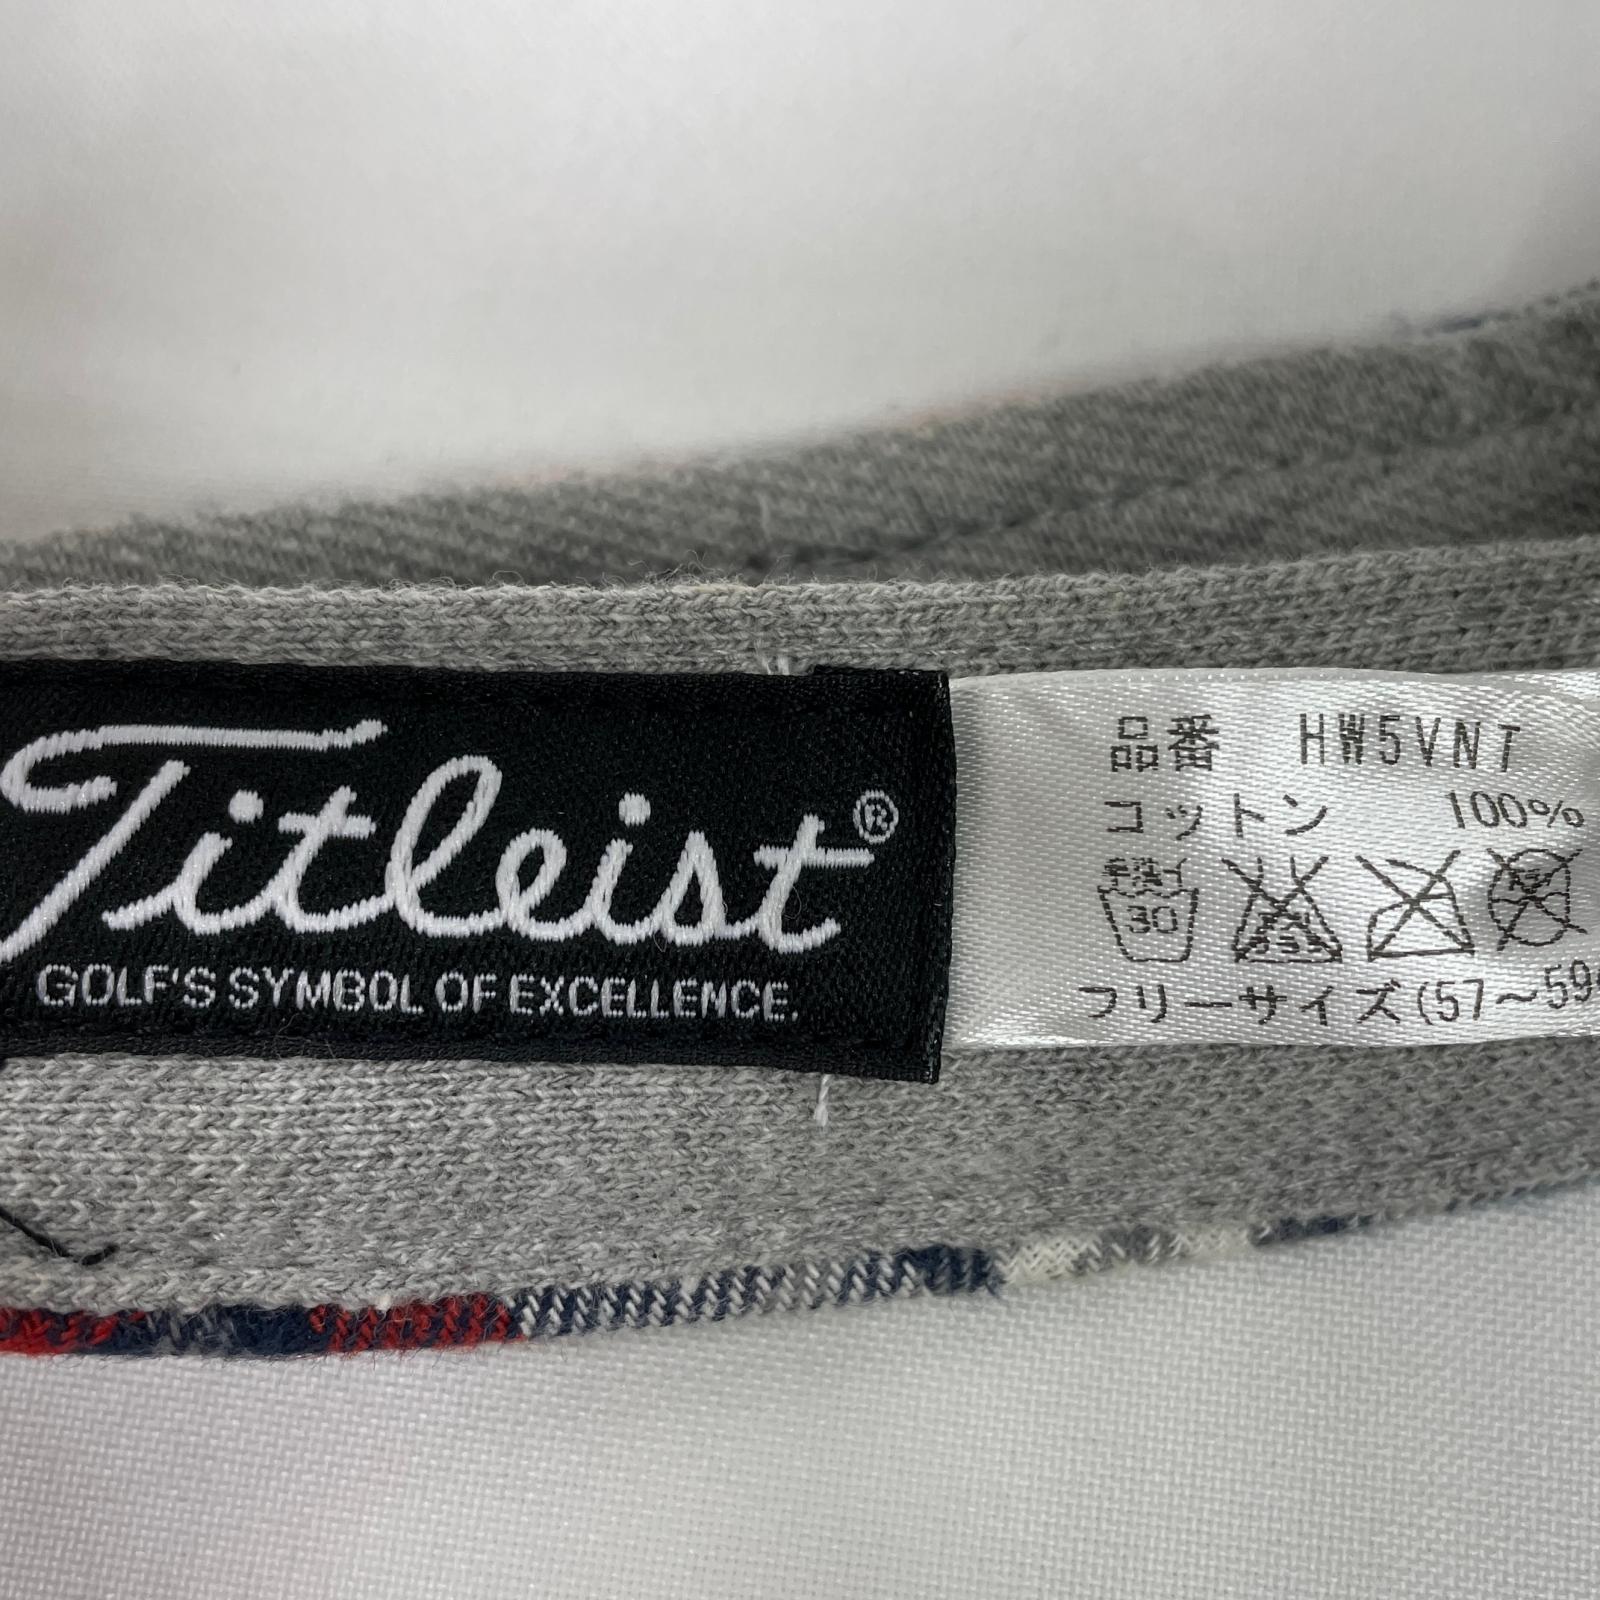 Titleist®
GOLF'S SYMBOL OF EXCELLENCE.
品番 HW5VNT
コットン 100%
手洗イ
30
フリーサイズ(57〜59